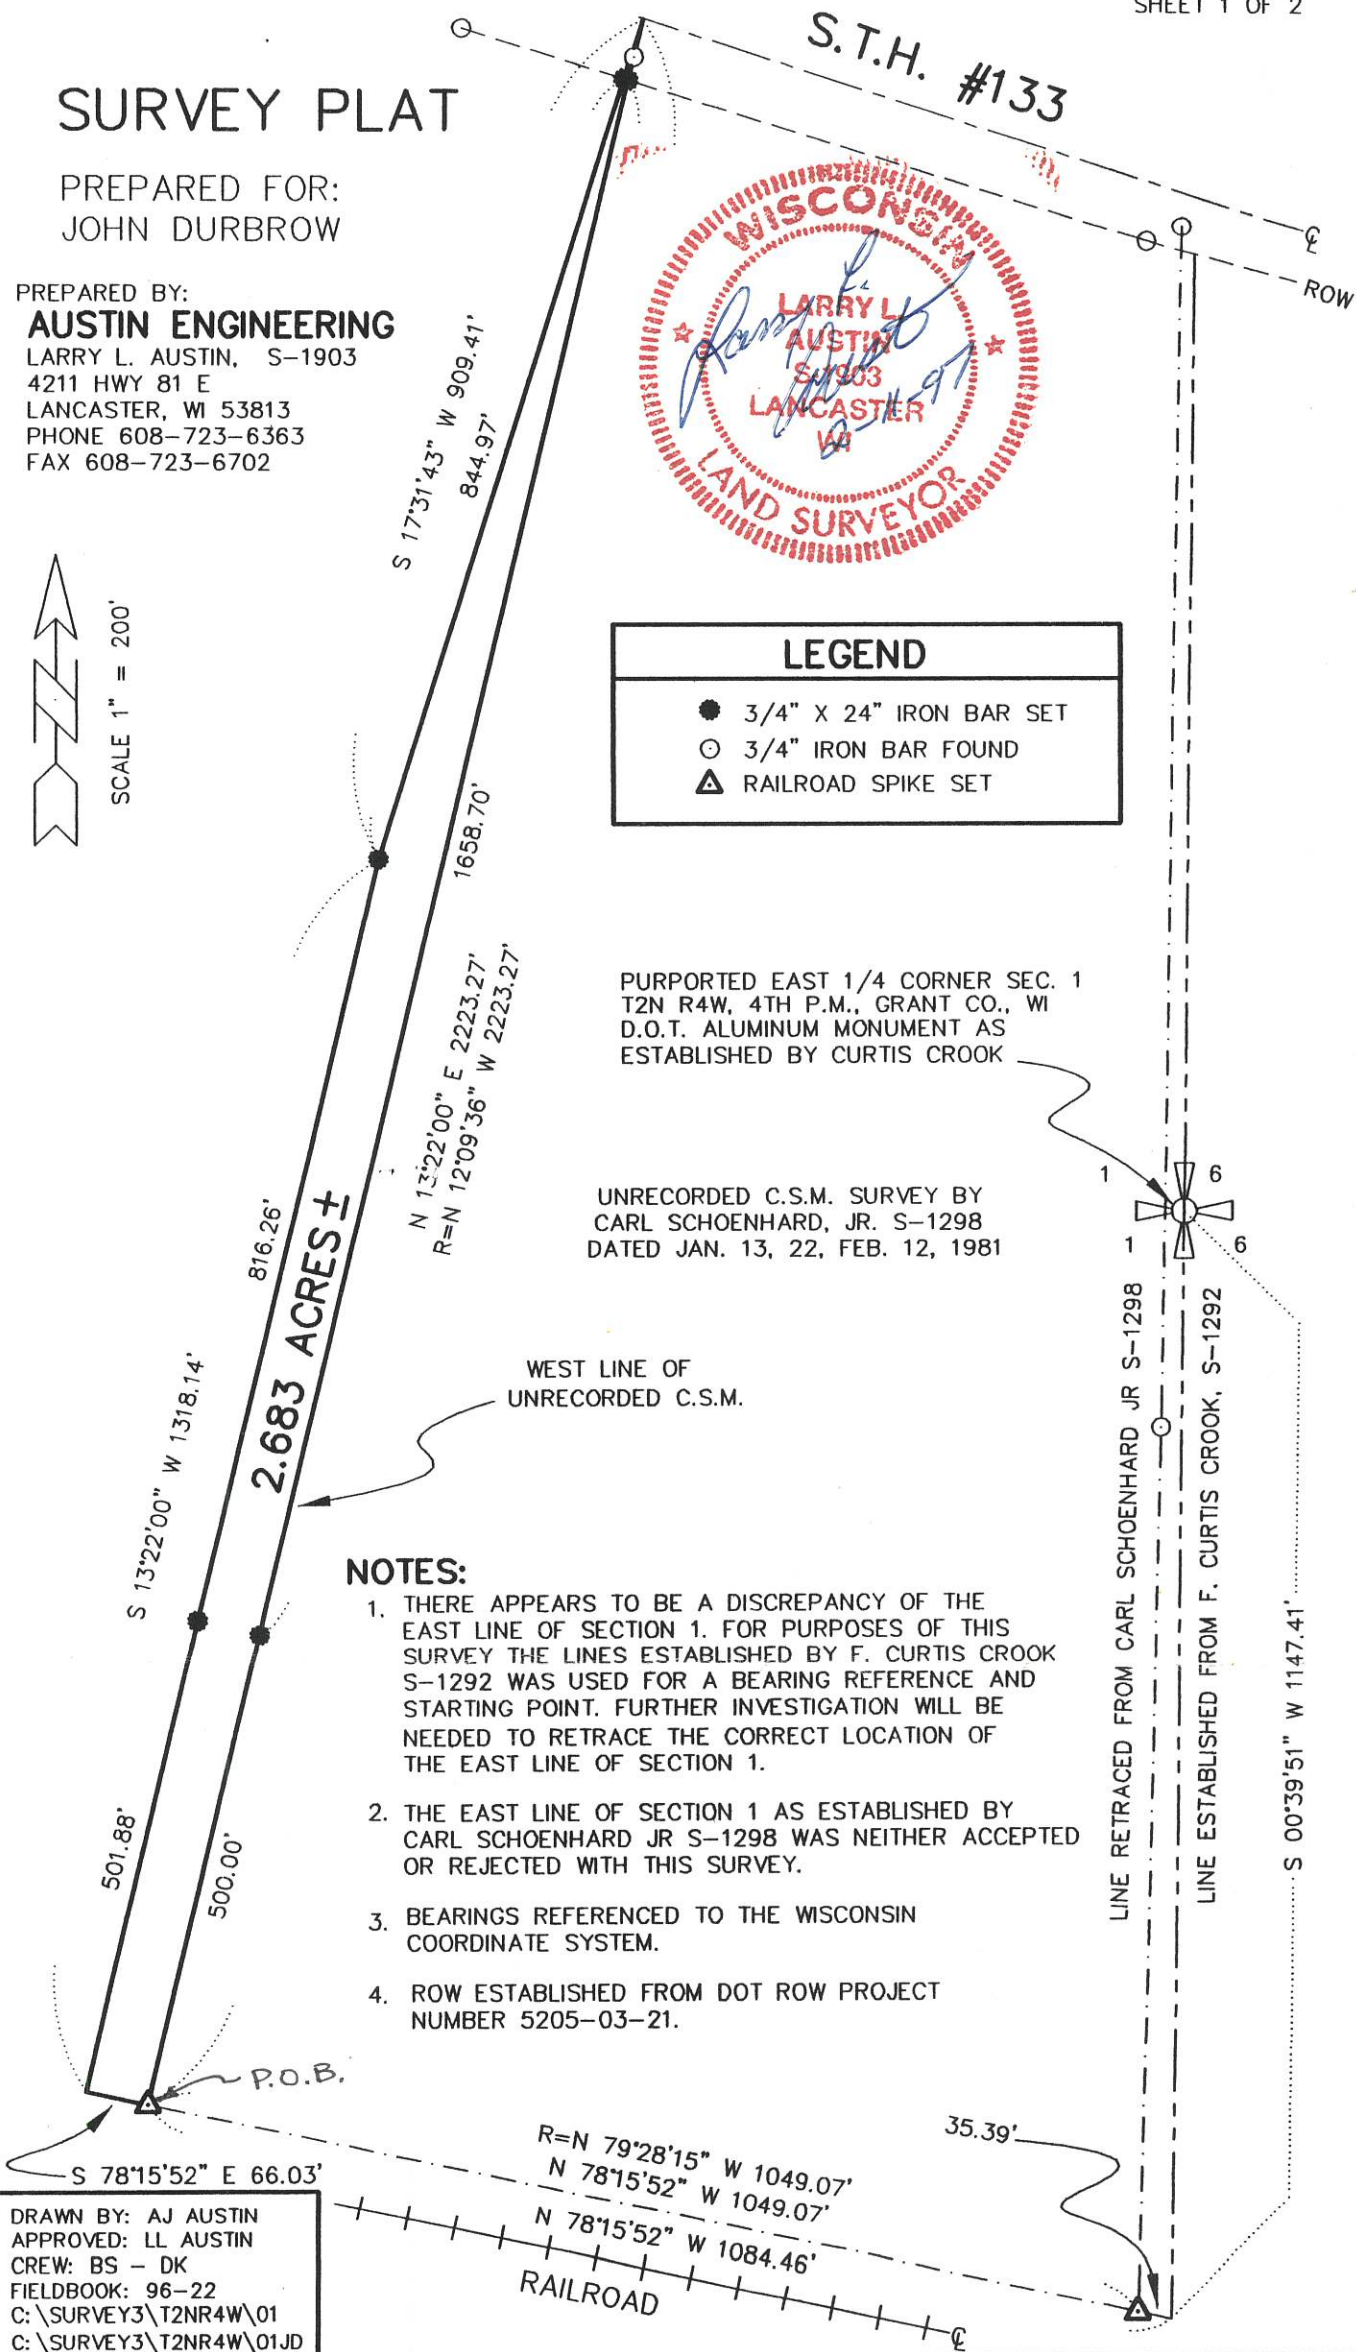 SHEET 1 OF 2
SURVEY PLAT
PREPARED FOR:
JOHN DURBROW
PREPARED BY:
AUSTIN ENGINEERING
LARRY L. AUSTIN, S-1903
4211 HWY 81 E
LANCASTER, WI 53813
PHONE 608-723-6363
FAX 608-723-6702
SCALE 1" = 200'
S.T.H. #133
ROW
WISCONSIN
LARRY L.
AUSTIN
S-1903
LANCASTER
WI
LAND SURVEYOR
S 17°31'43" W 909.41'
844.97'
LEGEND
3/4" X 24" IRON BAR SET
3/4" IRON BAR FOUND
RAILROAD SPIKE SET
1658.70'
N 13°22'00" E 2223.27'
R=N 12°09'36" W 2223.27'
PURPORTED EAST 1/4 CORNER SEC. 1
T2N R4W, 4TH P.M., GRANT CO., WI
D.O.T. ALUMINUM MONUMENT AS
ESTABLISHED BY CURTIS CROOK
1 6
1 6
UNRECORDED C.S.M. SURVEY BY
CARL SCHOENHARD, JR. S-1298
DATED JAN. 13, 22, FEB. 12, 1981
816.26'
2.683 ACRES±
S 13°22'00" W 1318.14'
WEST LINE OF
UNRECORDED C.S.M.
LINE RETRACED FROM CARL SCHOENHARD JR S-1298
LINE ESTABLISHED FROM F. CURTIS CROOK, S-1292
S 00°39'51" W 1147.41'
NOTES:
1. THERE APPEARS TO BE A DISCREPANCY OF THE
EAST LINE OF SECTION 1. FOR PURPOSES OF THIS
SURVEY THE LINES ESTABLISHED BY F. CURTIS CROOK
S-1292 WAS USED FOR A BEARING REFERENCE AND
STARTING POINT. FURTHER INVESTIGATION WILL BE
NEEDED TO RETRACE THE CORRECT LOCATION OF
THE EAST LINE OF SECTION 1.
2. THE EAST LINE OF SECTION 1 AS ESTABLISHED BY
CARL SCHOENHARD JR S-1298 WAS NEITHER ACCEPTED
OR REJECTED WITH THIS SURVEY.
3. BEARINGS REFERENCED TO THE WISCONSIN
COORDINATE SYSTEM.
4. ROW ESTABLISHED FROM DOT ROW PROJECT
NUMBER 5205-03-21.
501.88'
500.00'
P.O.B.
S 78°15'52" E 66.03'
R=N 79°28'15" W 1049.07'
N 78°15'52" W 1049.07'
N 78°15'52" W 1084.46'
35.39'
RAILROAD
DRAWN BY: AJ AUSTIN
APPROVED: LL AUSTIN
CREW: BS - DK
FIELDBOOK: 96-22
C:\SURVEY3\T2NR4W\01
C:\SURVEY3\T2NR4W\01JD